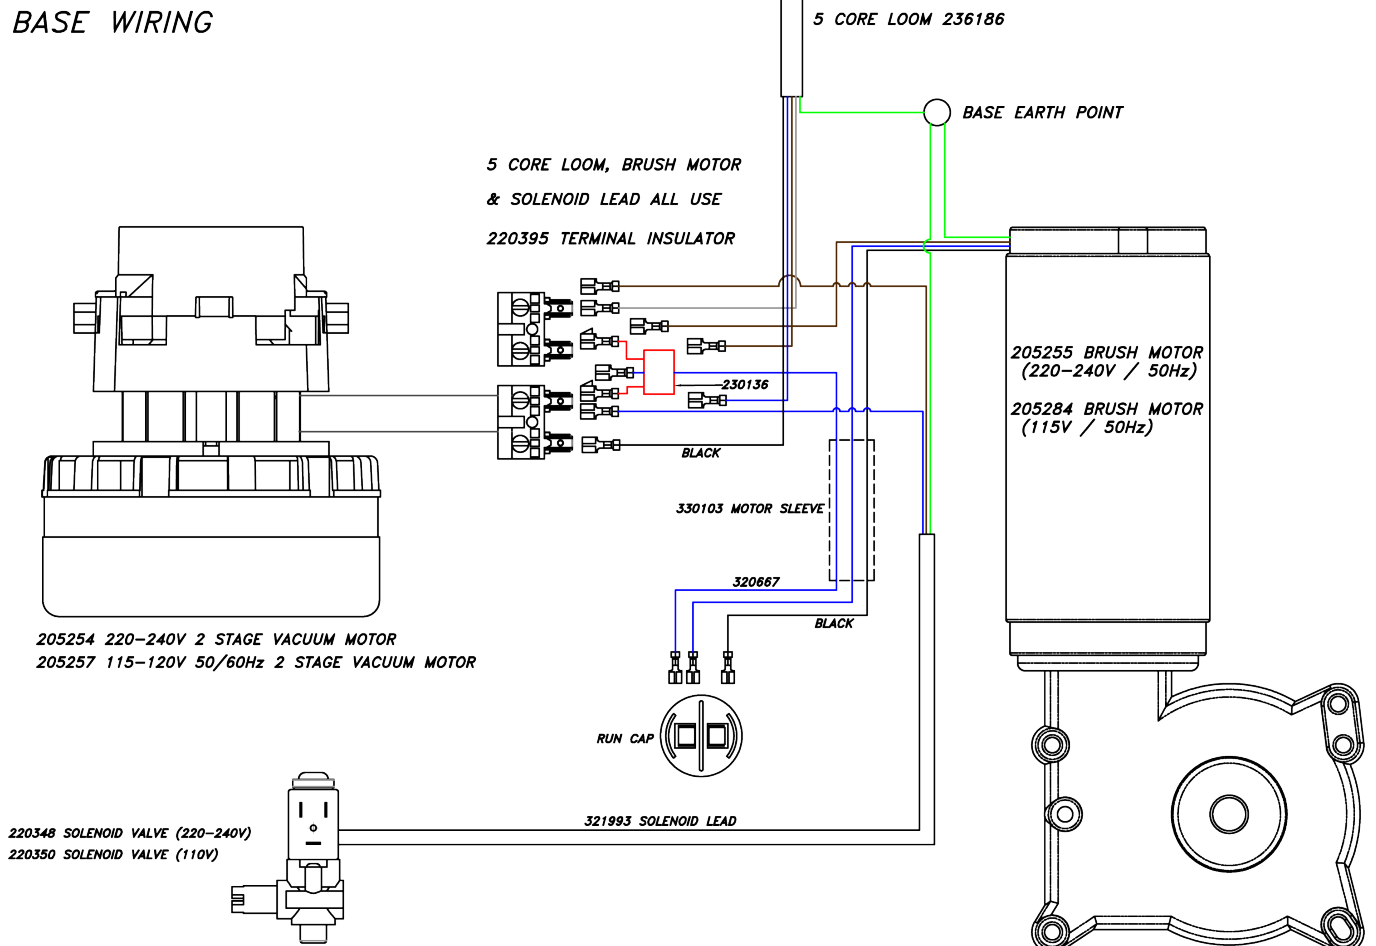 BASE WIRING
5 CORE LOOM 236186
BASE EARTH POINT
5 CORE LOOM, BRUSH MOTOR
& SOLENOID LEAD ALL USE
220395 TERMINAL INSULATOR
205255 BRUSH MOTOR
(220-240V / 50Hz)
205284 BRUSH MOTOR
(115V / 50Hz)
230136
BLACK
330103 MOTOR SLEEVE
320667
BLACK
205254 220-240V 2 STAGE VACUUM MOTOR
205257 115-120V 50/60Hz 2 STAGE VACUUM MOTOR
RUN CAP
321993 SOLENOID LEAD
220348 SOLENOID VALVE (220-240V)
220350 SOLENOID VALVE (110V)